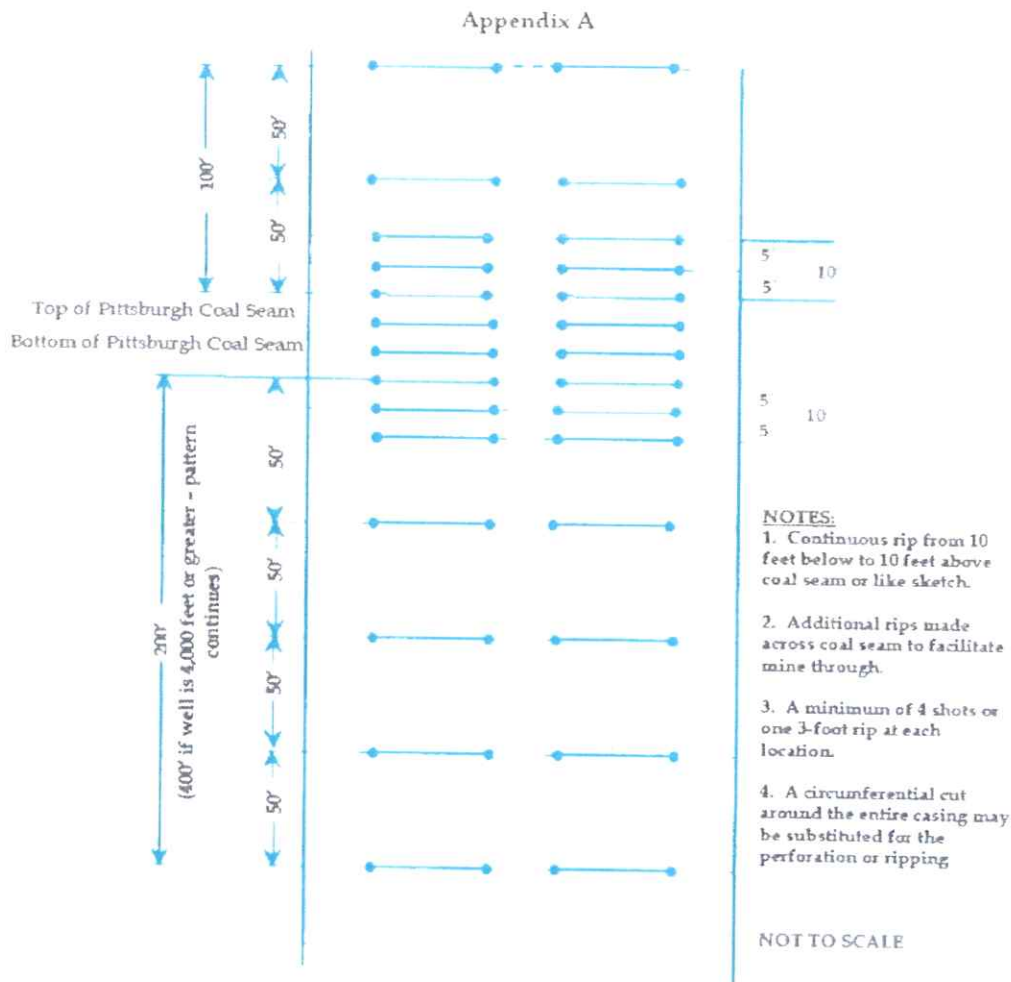 Appendix A
100'
50'
50'
Top of Pittsburgh Coal Seam
Bottom of Pittsburgh Coal Seam
5'
10
5'
5
10
5
200'
(400' if well is 4,000 feet or greater – pattern
continues)
50'
50'
50'
50'
NOTES:
1. Continuous rip from 10
feet below to 10 feet above
coal seam or like sketch.
2. Additional rips made
across coal seam to facilitate
mine through.
3. A minimum of 4 shots or
one 3-foot rip at each
location.
4. A circumferential cut
around the entire casing may
be substituted for the
perforation or ripping
NOT TO SCALE